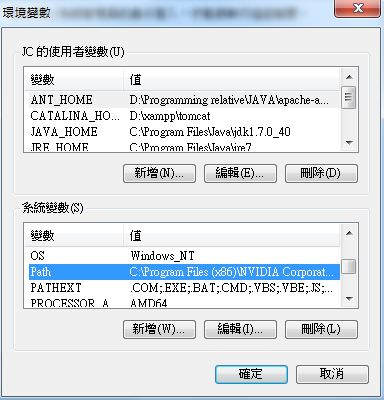 環境變數
JC 的使用者變數(U)
變數 值
ANT_HOME D:\Programming relative\JAVA\apache-a...
CATALINA_HO... D:\xampp\tomcat
JAVA_HOME C:\Program Files\Java\jdk1.7.0_40
JRE_HOME C:\Program Files\Java\jre7
新增(N)... 編輯(E)... 刪除(D)
系統變數(S)
變數 值
OS Windows_NT
Path C:\Program Files (x86)\NVIDIA Corporat...
PATHEXT .COM;.EXE;.BAT;.CMD;.VBS;.VBE;.JS;...
PROCESSOR_A... AMD64
新增(W)... 編輯(I)... 刪除(L)
確定 取消